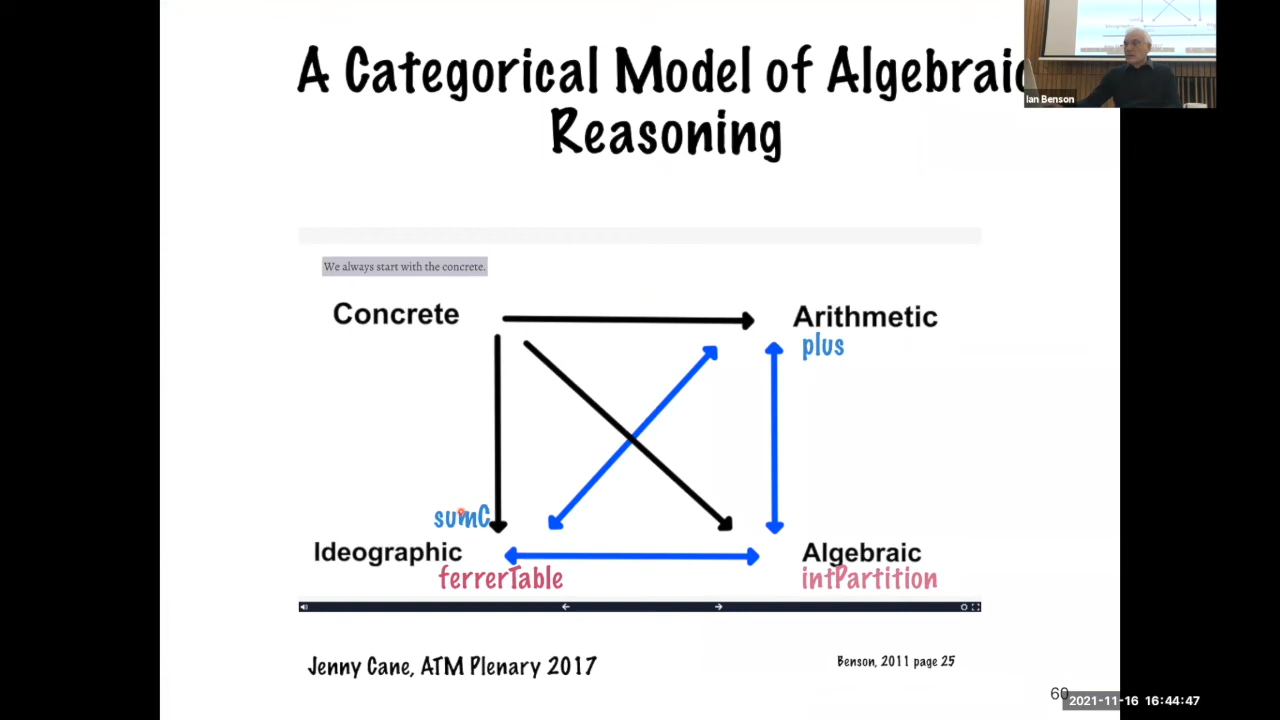 A Categorical Model of Algebraic
Reasoning
Ian Benson
We always start with the concrete.
Concrete
Arithmetic
plus
sumC
Ideographic
Algebraic
ferrerTable
intPartition
Jenny Cane, ATM Plenary 2017
Benson, 2011 page 25
60
2021-11-16 16:44:47